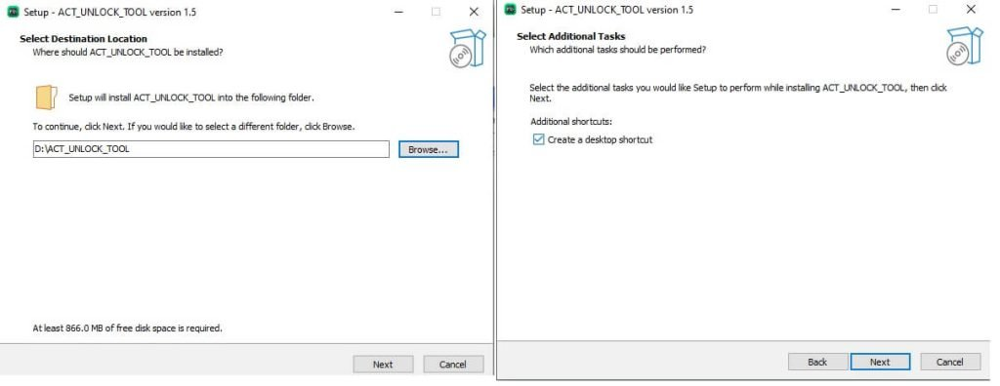 Setup - ACT_UNLOCK_TOOL version 1.5
Select Destination Location
Where should ACT_UNLOCK_TOOL be installed?
Setup will install ACT_UNLOCK_TOOL into the following folder.
To continue, click Next. If you would like to select a different folder, click Browse.
D:\ACT_UNLOCK_TOOL
Browse...
At least 866.0 MB of free disk space is required.
Next
Cancel
Setup - ACT_UNLOCK_TOOL version 1.5
Select Additional Tasks
Which additional tasks should be performed?
Select the additional tasks you would like Setup to perform while installing ACT_UNLOCK_TOOL, then click
Next.
Additional shortcuts:
Create a desktop shortcut
Back
Next
Cancel